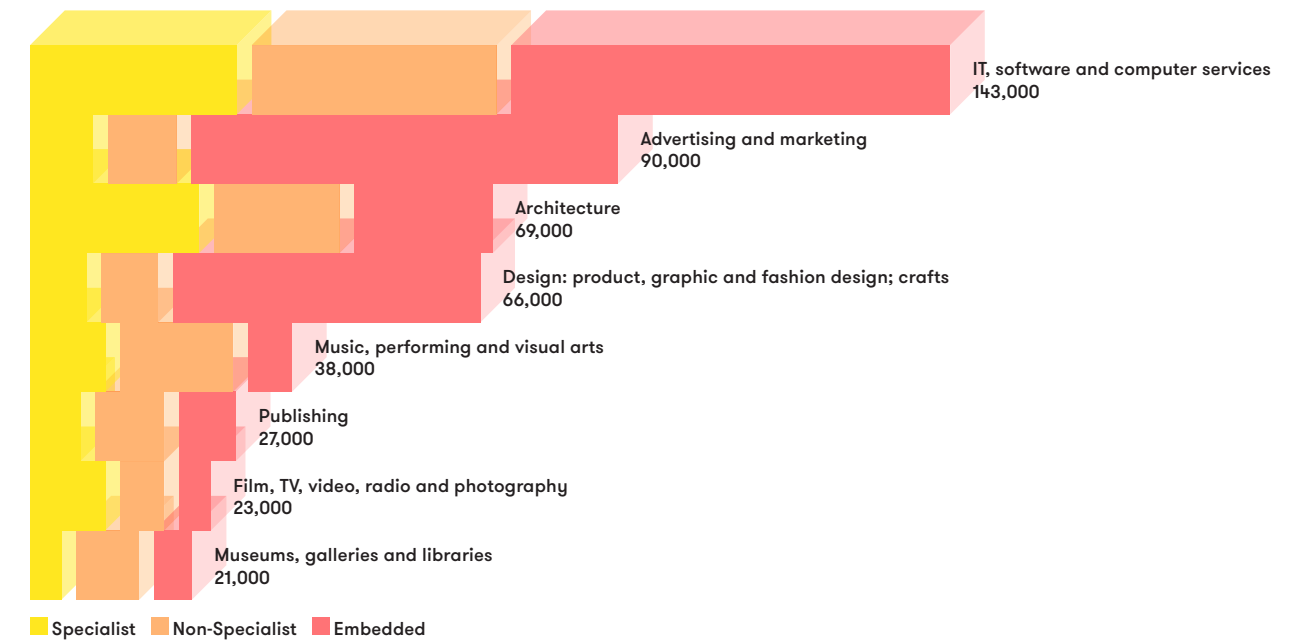 IT, software and computer services
143,000
Advertising and marketing
90,000
Architecture
69,000
Design: product, graphic and fashion design; crafts
66,000
Music, performing and visual arts
38,000
Publishing
27,000
Film, TV, video, radio and photography
23,000
Museums, galleries and libraries
21,000
Specialist Non-Specialist Embedded